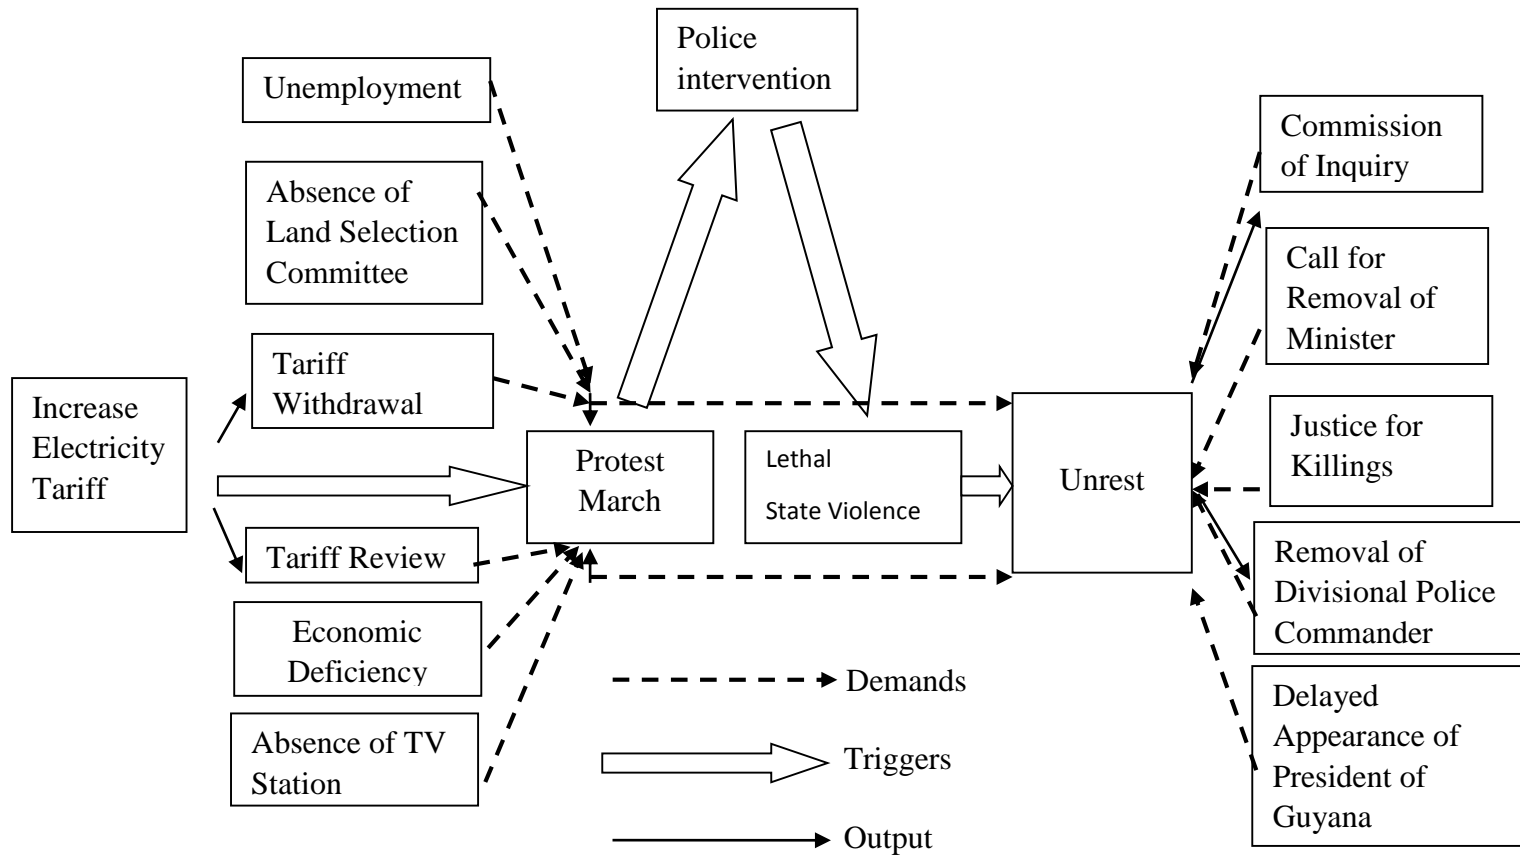 Police
intervention
Unemployment
Absence of
Land Selection
Committee
Tariff
Withdrawal
Increase
Electricity
Tariff
Tariff Review
Economic
Deficiency
Absence of TV
Station
Protest
March
Lethal
State Violence
Unrest
Commission
of Inquiry
Call for
Removal of
Minister
Justice for
Killings
Removal of
Divisional Police
Commander
Delayed
Appearance of
President of
Guyana
Demands
Triggers
Output